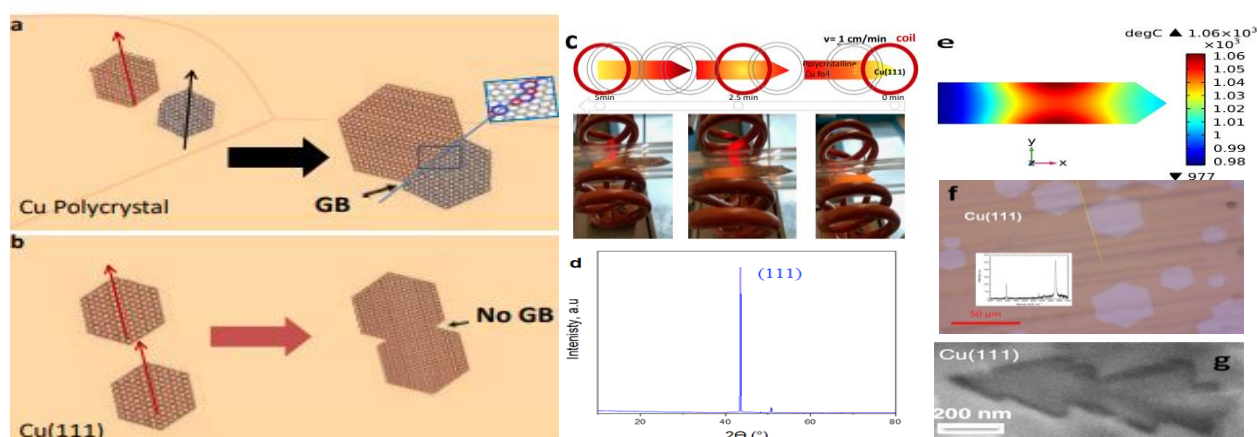 a
Cu Polycrystal
GB
b
No GB
Cu(111)
c
v= 1 cm/min
coil
Polycrystalline
Cu foil
Cu(111)
5min
2.5 min
0 min
d
(111)
Intenisty, a.u
20
40
60
80
2Θ (°)
e
degC
▲ 1.06×10³
×10³
1.06
1.05
1.04
1.03
1.02
1.01
1
0.99
0.98
▼ 977
y
z
x
f
Cu(111)
50 μm
Cu(111)
g
200 nm